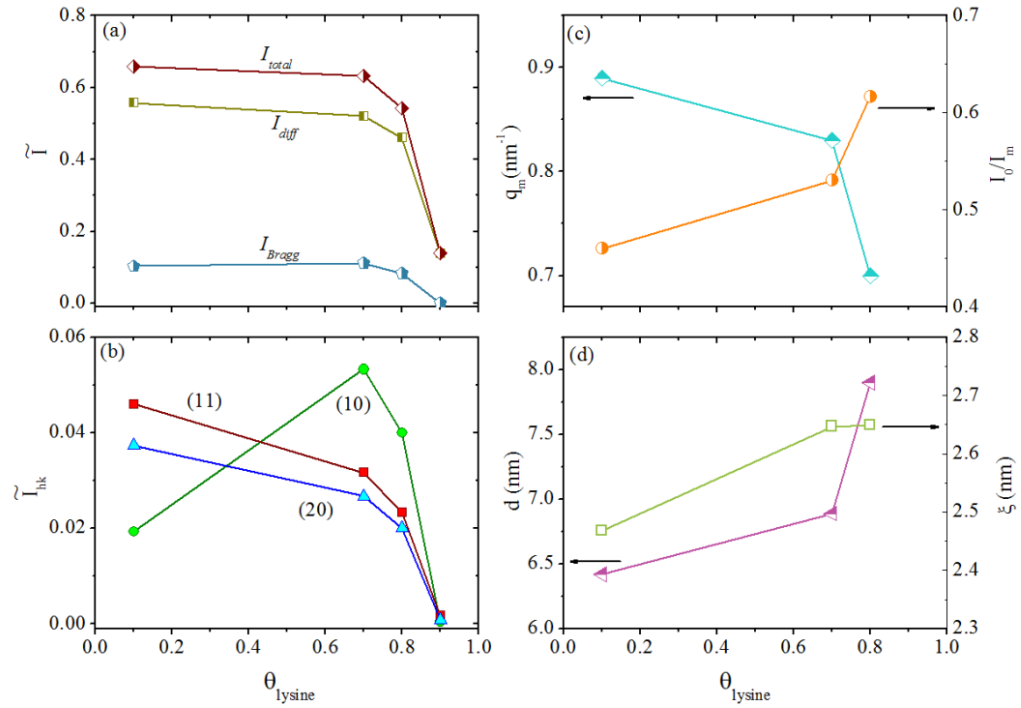 (a)
0.8
0.6
0.4
0.2
0.0
Ĩ
I_total
I_diff
I_Bragg
(b)
0.06
0.04
0.02
0.00
Ĩ_hk
(11)
(10)
(20)
0.0 0.2 0.4 0.6 0.8 1.0
θ_lysine
(c)
0.9
0.8
0.7
q_m (nm⁻¹)
0.7
0.6
0.5
0.4
I_0/I_m
(d)
8.0
7.5
7.0
6.5
6.0
d (nm)
2.8
2.7
2.6
2.5
2.4
2.3
ξ (nm)
0.0 0.2 0.4 0.6 0.8 1.0
θ_lysine